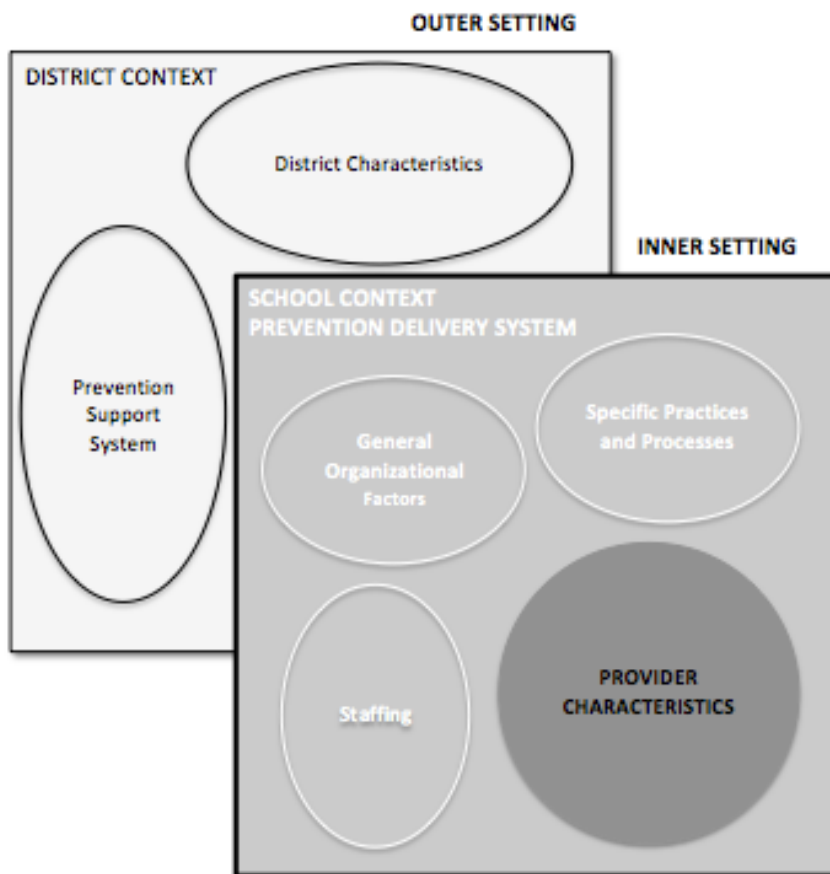 OUTER SETTING
DISTRICT CONTEXT
District Characteristics
Prevention
Support
System
INNER SETTING
SCHOOL CONTEXT
PREVENTION DELIVERY SYSTEM
General
Organizational
Factors
Specific Practices
and Processes
Staffing
PROVIDER
CHARACTERISTICS